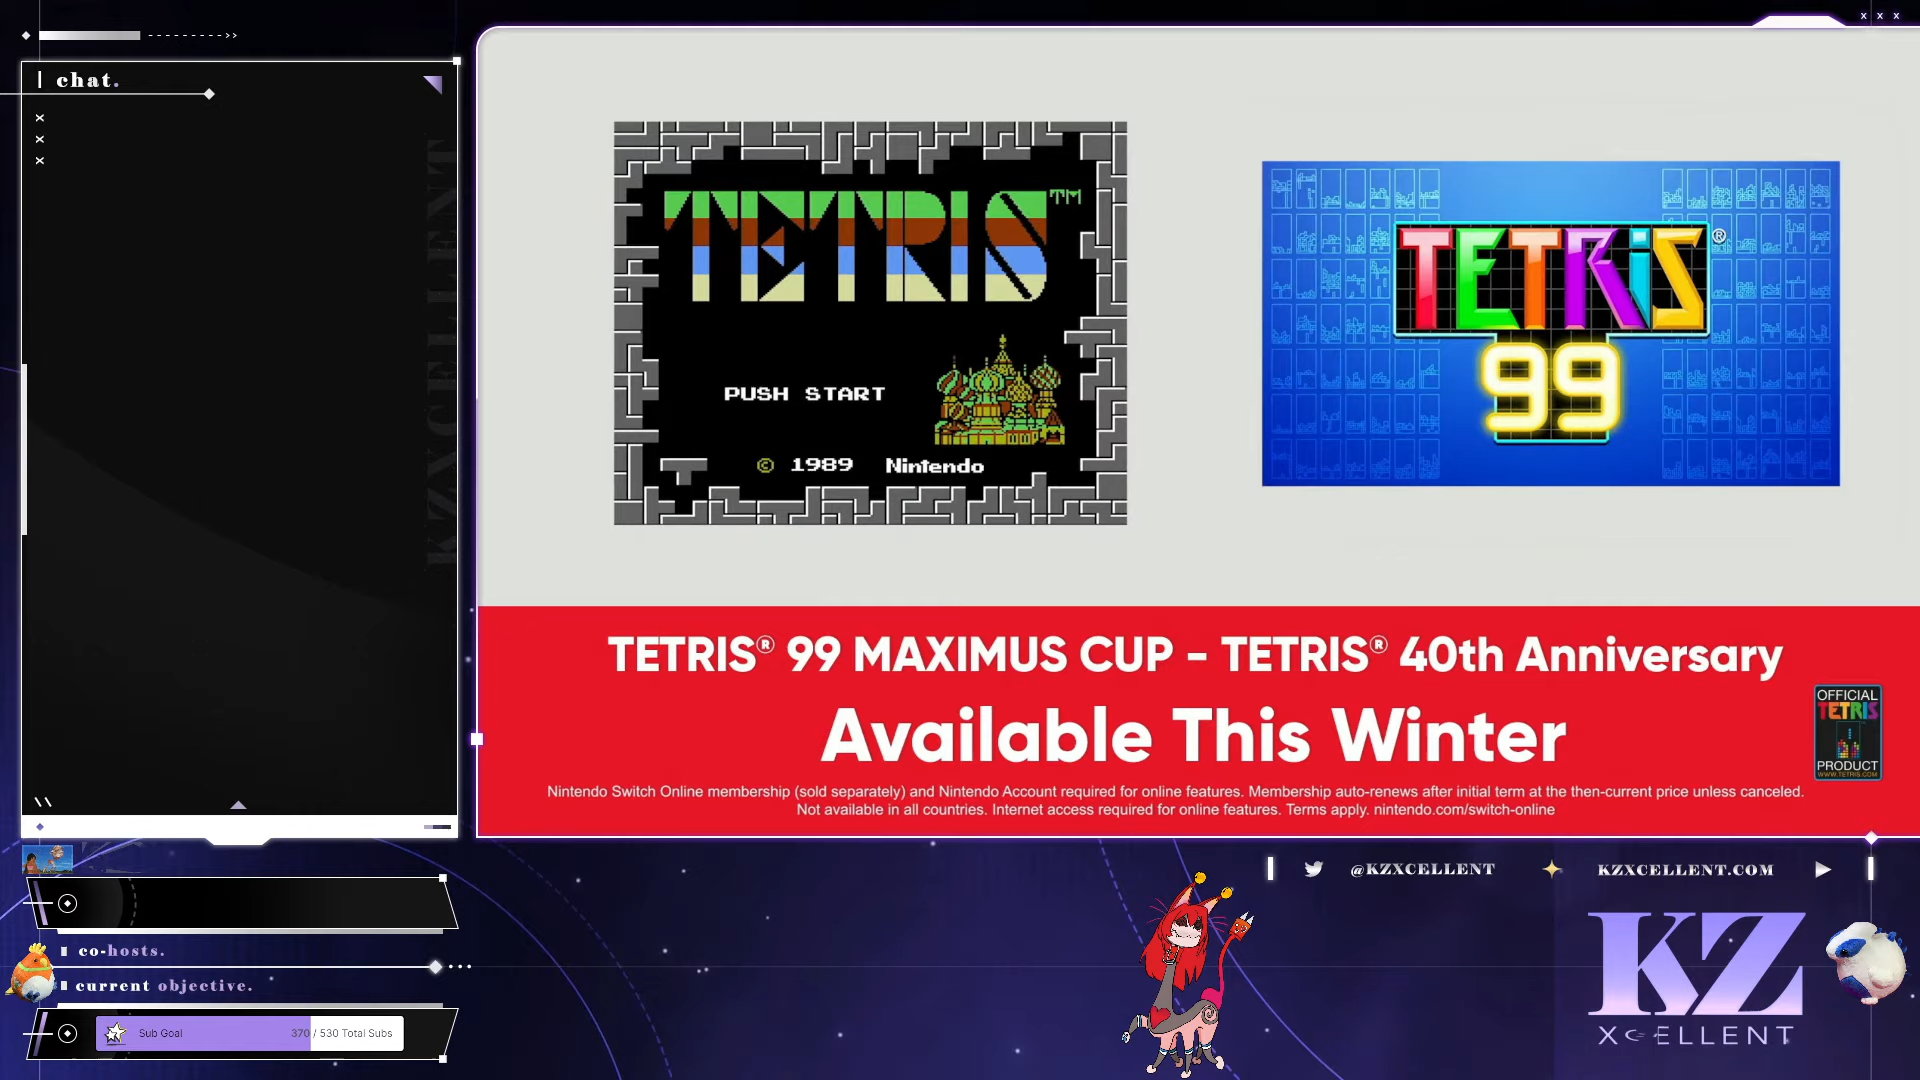 x x x
chat.
x
x
x
KZXCELLENT
TETRIS™
PUSH START
© 1989 Nintendo
TETRIS®
99
TETRIS® 99 MAXIMUS CUP - TETRIS® 40th Anniversary
Available This Winter
Nintendo Switch Online membership (sold separately) and Nintendo Account required for online features. Membership auto-renews after initial term at the then-current price unless canceled.
Not available in all countries. Internet access required for online features. Terms apply. nintendo.com/switch-online
OFFICIAL
TETRIS
PRODUCT
WWW.TETRIS.COM
@KZXCELLENT
KZXCELLENT.COM
co-hosts.
current objective.
Sub Goal
370 / 530 Total Subs
KZ
XCELLENT